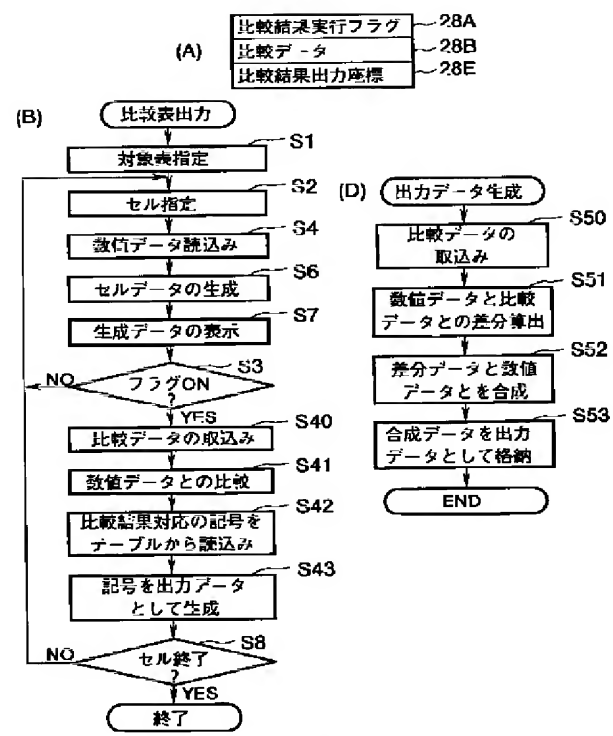 (A)
比較結果実行フラグ
28A
比較データ
28B
比較結果出力座標
28E
(B)
比較表出力
対象表指定
S1
セル指定
S2
数値データ読込み
S4
セルデータの生成
S6
生成データの表示
S7
フラグON
?
S3
NO
YES
比較データの取込み
S40
数値データとの比較
S41
比較結果対応の記号を
テーブルから読込み
S42
記号を出力データ
として生成
S43
セル終了
?
S8
NO
YES
終了
(D)
出力データ生成
比較データの
取込み
S50
数値データと比較
データとの差分算出
S51
差分データと数値
データとを合成
S52
合成データを出力
データとして格納
S53
END